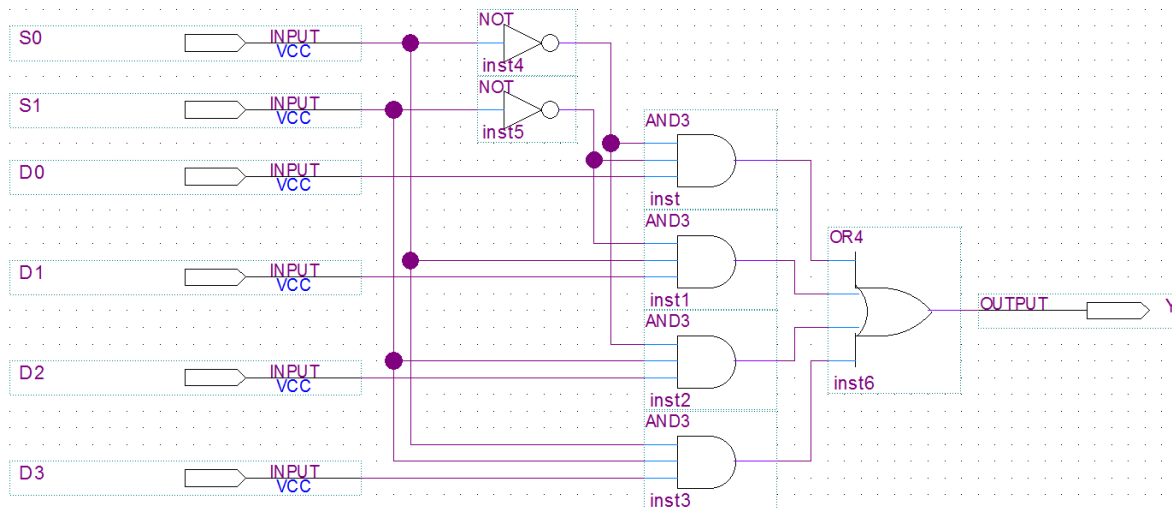 S0
INPUT
VCC
NOT
inst4
S1
INPUT
VCC
NOT
inst5
D0
INPUT
VCC
AND3
inst
D1
INPUT
VCC
AND3
inst1
D2
INPUT
VCC
AND3
inst2
D3
INPUT
VCC
AND3
inst3
OR4
inst6
OUTPUT
Y